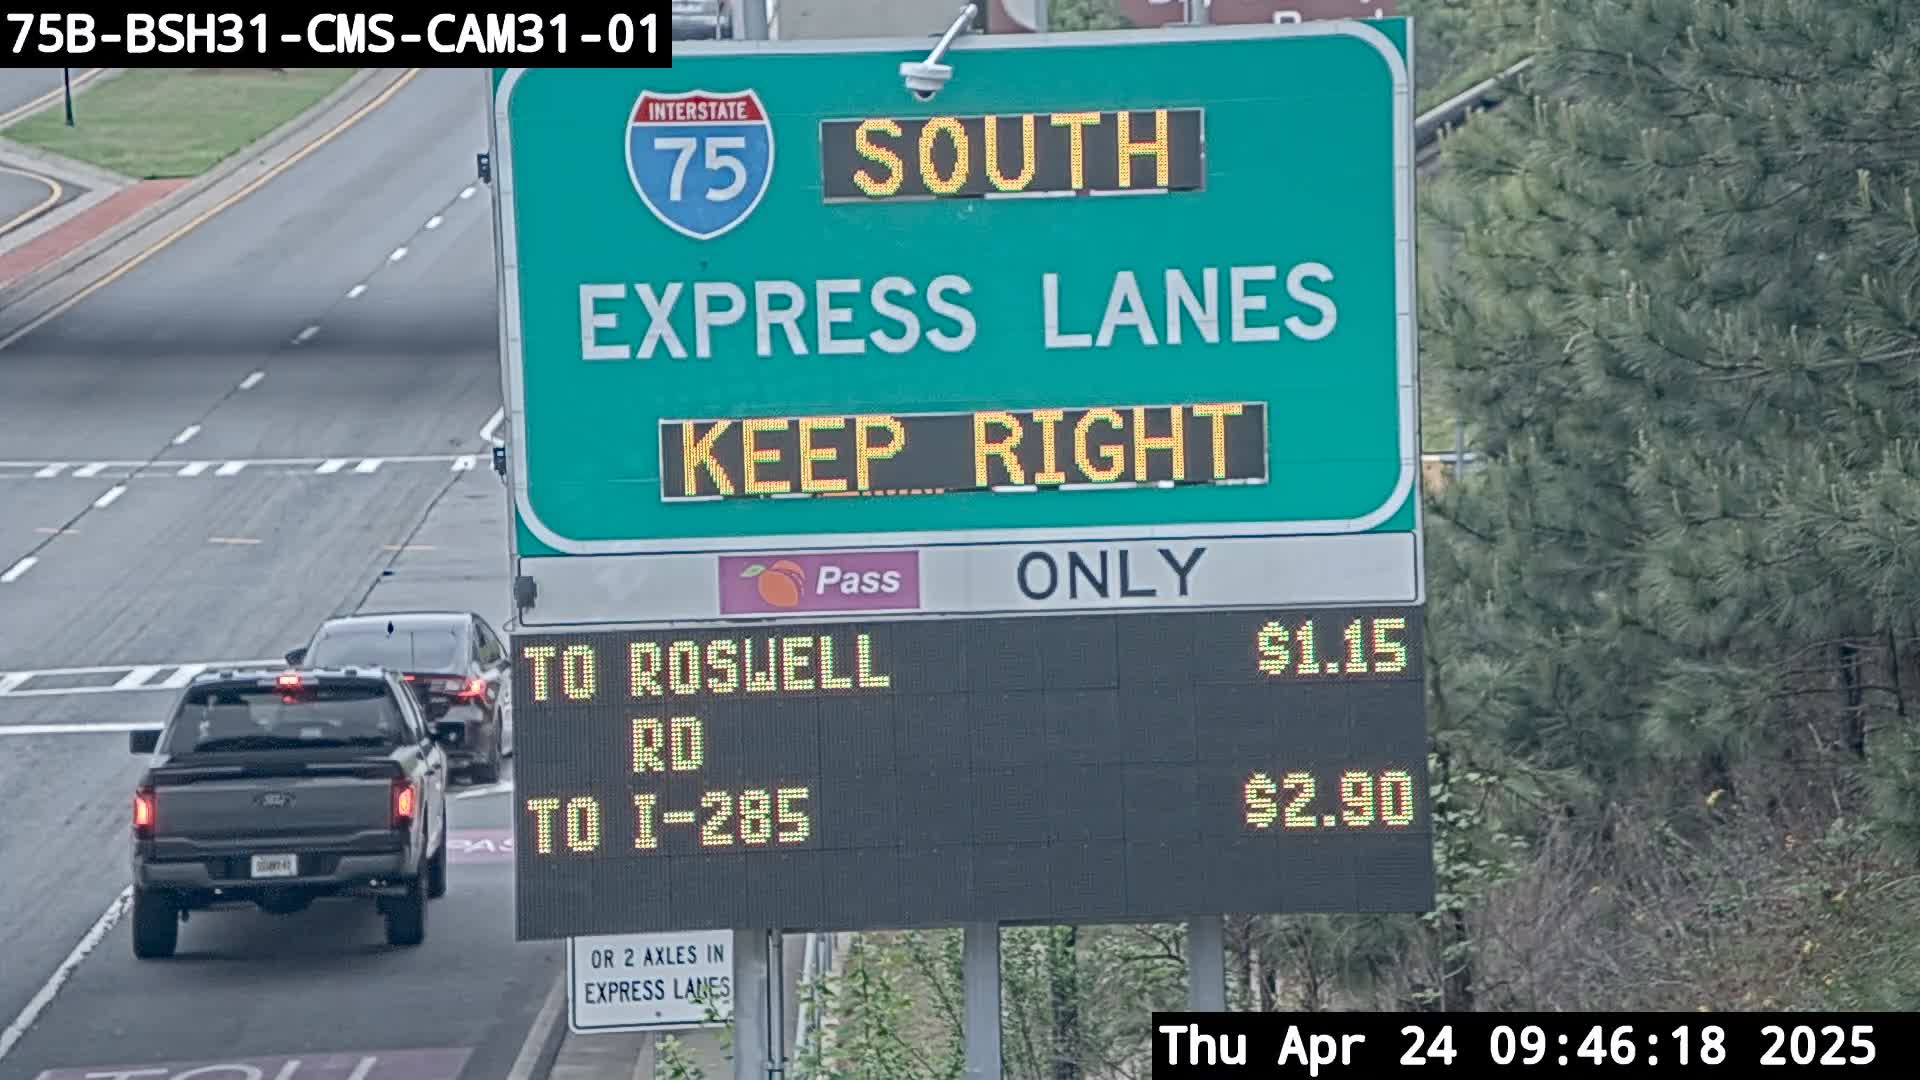 75B-BSH31-CMS-CAM31-01
INTERSTATE
75
SOUTH
EXPRESS LANES
KEEP RIGHT
Pass ONLY
TO ROSWELL $1.15
RD
TO I-285 $2.90
OR 2 AXLES IN
EXPRESS LANES
TOLL
Thu Apr 24 09:46:18 2025